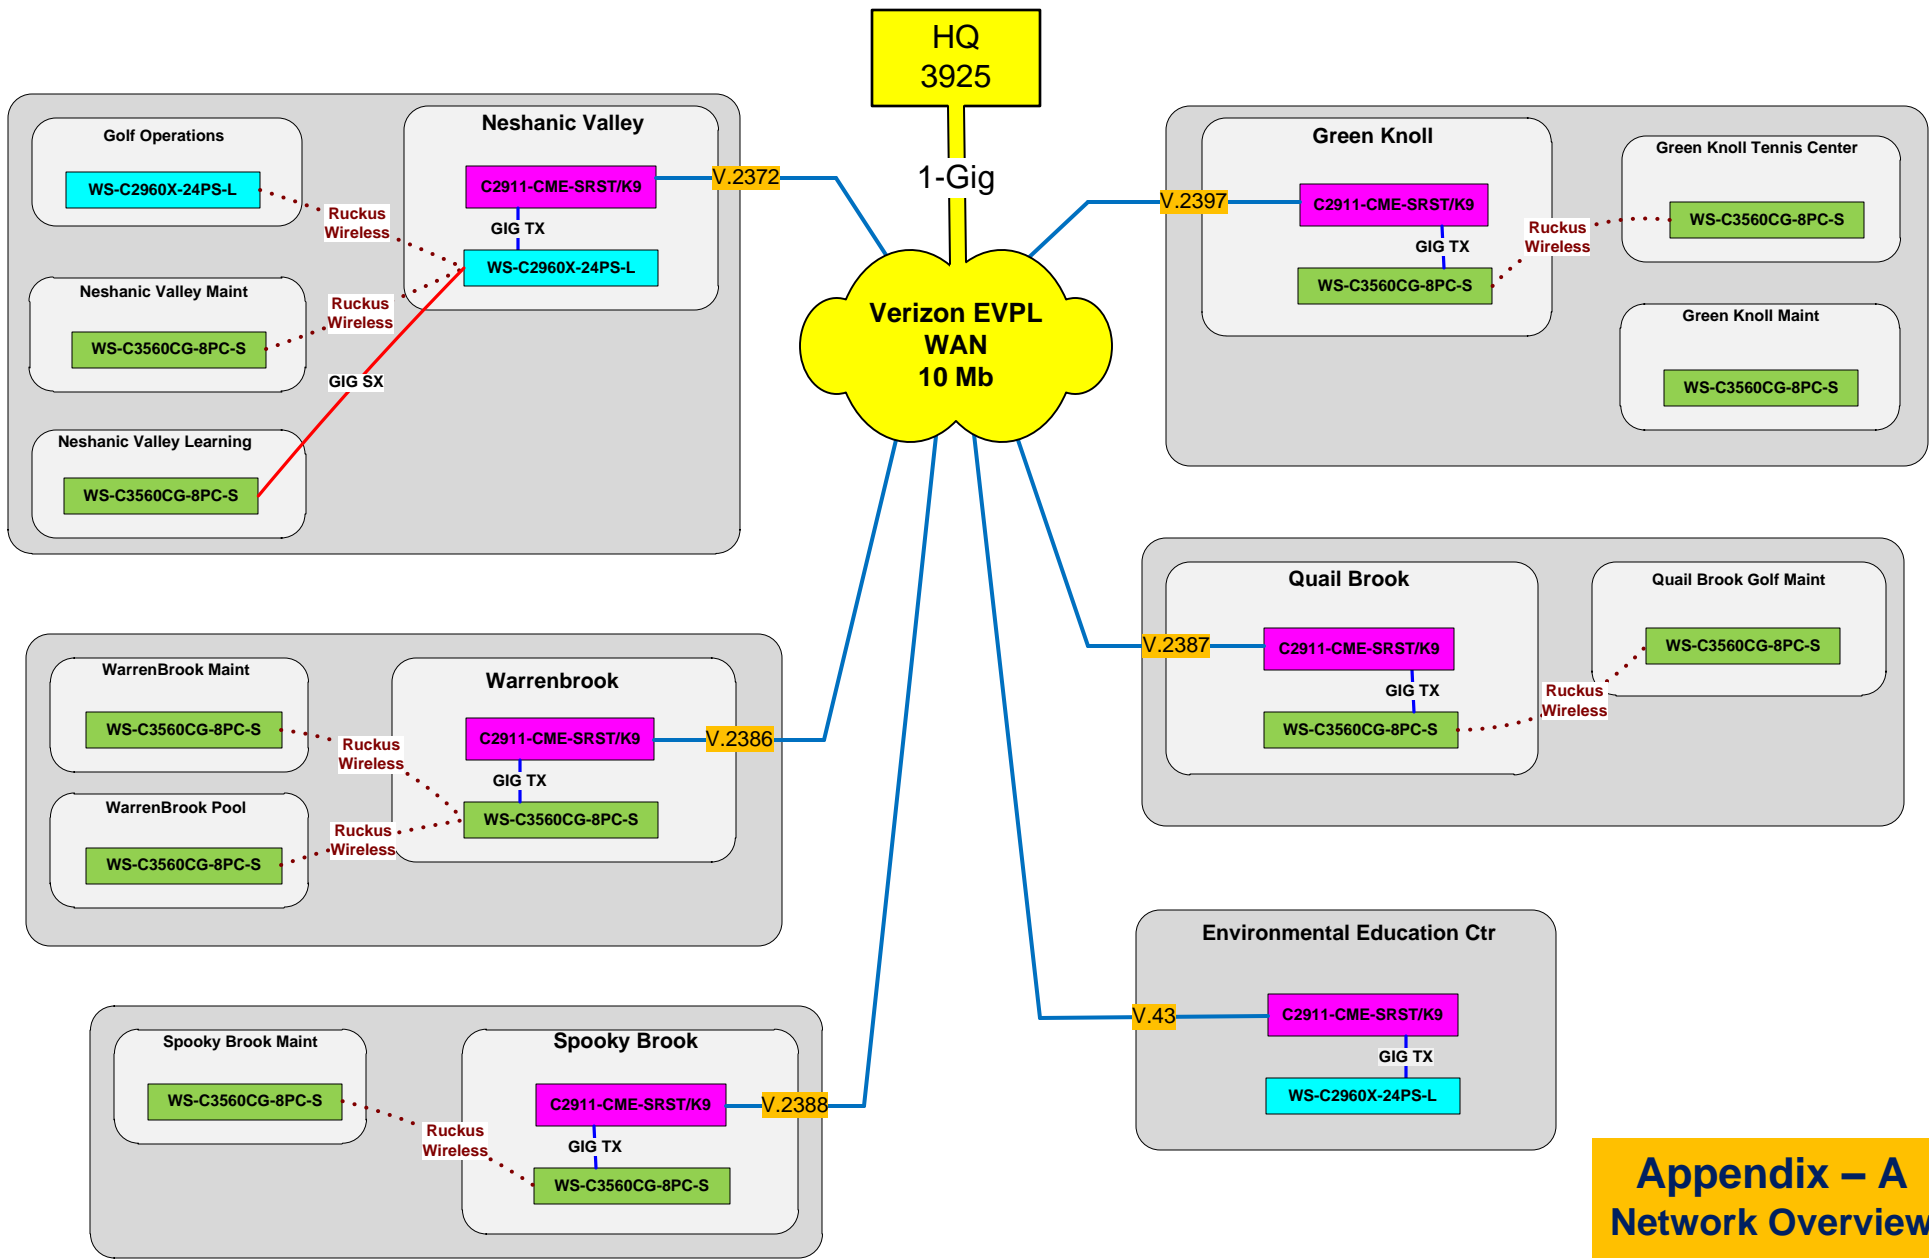 HQ
3925
1-Gig
Verizon EVPL
WAN
10 Mb
Neshanic Valley
C2911-CME-SRST/K9
V.2372
GIG TX
WS-C2960X-24PS-L
Golf Operations
WS-C2960X-24PS-L
Ruckus
Wireless
Neshanic Valley Maint
WS-C3560CG-8PC-S
Ruckus
Wireless
GIG SX
Neshanic Valley Learning
WS-C3560CG-8PC-S
Green Knoll
V.2397
C2911-CME-SRST/K9
GIG TX
WS-C3560CG-8PC-S
Ruckus
Wireless
Green Knoll Tennis Center
WS-C3560CG-8PC-S
Green Knoll Maint
WS-C3560CG-8PC-S
WarrenBrook Maint
WS-C3560CG-8PC-S
Ruckus
Wireless
WarrenBrook Pool
WS-C3560CG-8PC-S
Ruckus
Wireless
Warrenbrook
C2911-CME-SRST/K9
V.2386
GIG TX
WS-C3560CG-8PC-S
Quail Brook
V.2387
C2911-CME-SRST/K9
GIG TX
WS-C3560CG-8PC-S
Ruckus
Wireless
Quail Brook Golf Maint
WS-C3560CG-8PC-S
Spooky Brook Maint
WS-C3560CG-8PC-S
Ruckus
Wireless
Spooky Brook
C2911-CME-SRST/K9
V.2388
GIG TX
WS-C3560CG-8PC-S
Environmental Education Ctr
V.43
C2911-CME-SRST/K9
GIG TX
WS-C2960X-24PS-L
Appendix – A
Network Overview